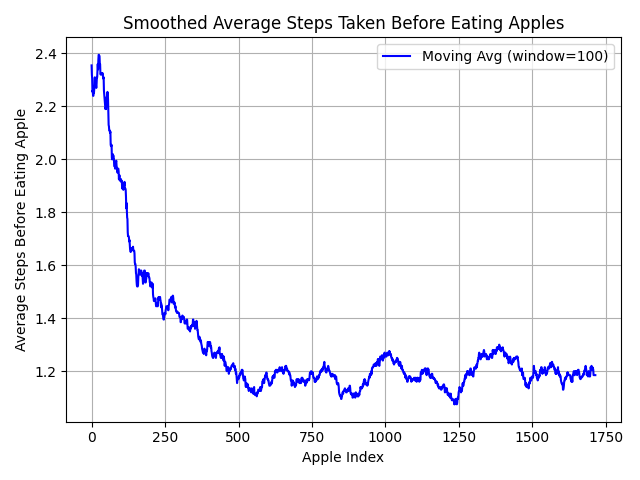 Smoothed Average Steps Taken Before Eating Apples
Moving Avg (window=100)
Average Steps Before Eating Apple
2.4
2.2
2.0
1.8
1.6
1.4
1.2
0 250 500 750 1000 1250 1500 1750
Apple Index